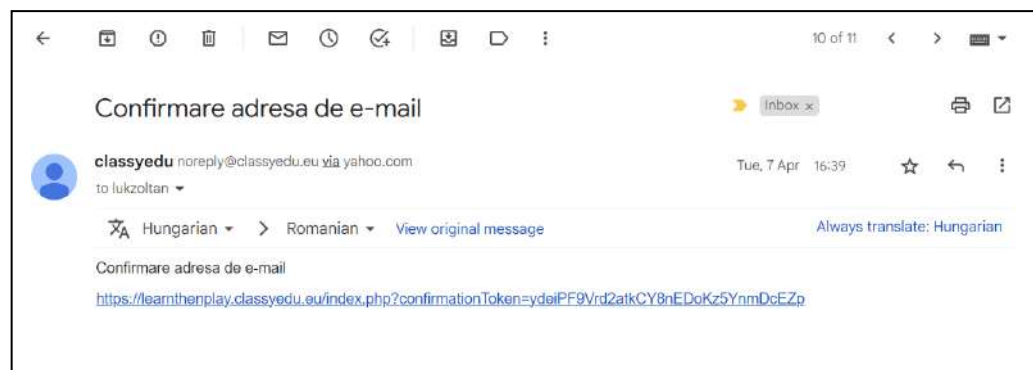 10 of 11
Confirmare adresa de e-mail
Inbox x
classyedu noreply@classyedu.eu via yahoo.com
Tue, 7 Apr 16:39
to lukzoltan
Hungarian > Romanian View original message
Always translate: Hungarian
Confirmare adresa de e-mail
https://learnthenplay.classyedu.eu/index.php?confirmationToken=ydeiPF9Vrd2atkCY8nEDoKz5YnmDcEZp